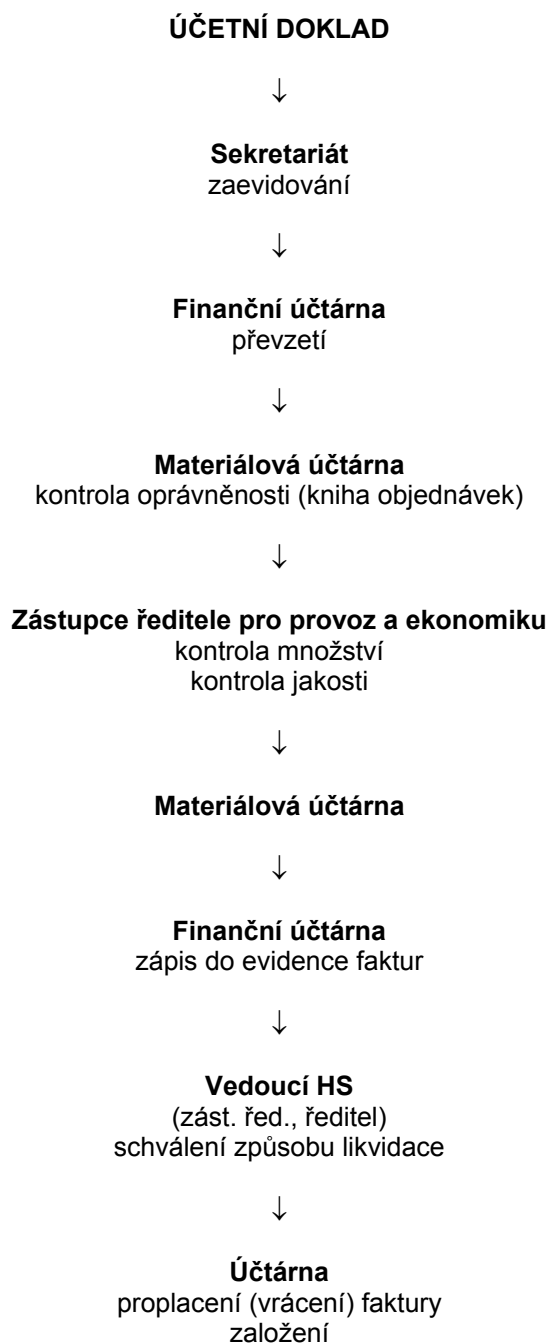 ÚČETNÍ DOKLAD
↓
Sekretariát
zaevidování
↓
Finanční účtárna
převzetí
↓
Materiálová účtárna
kontrola oprávněnosti (kniha objednávek)
↓
Zástupce ředitele pro provoz a ekonomiku
kontrola množství
kontrola jakosti
↓
Materiálová účtárna
↓
Finanční účtárna
zápis do evidence faktur
↓
Vedoucí HS
(zást. řed., ředitel)
schválení způsobu likvidace
↓
Účtárna
proplacení (vrácení) faktury
založení